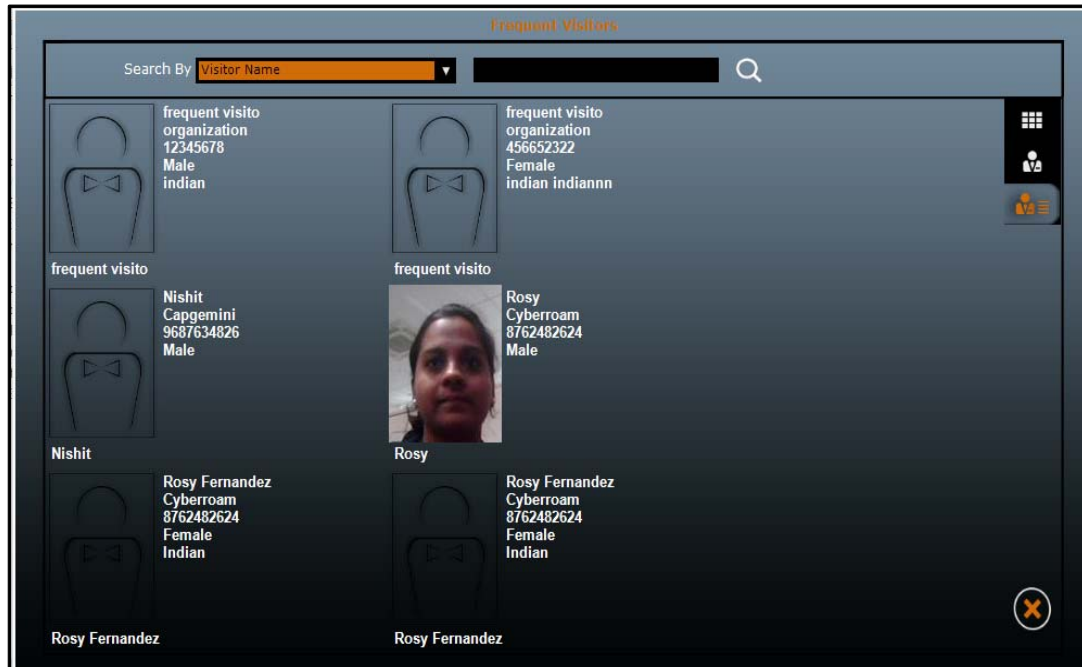 Frequent Visitors
Search By Visitor Name
frequent visito
organization
12345678
Male
indian
frequent visito
frequent visito
organization
456652322
Female
indian indiannn
frequent visito
Nishit
Capgemini
9687634826
Male
Nishit
Rosy
Cyberroam
8762482624
Male
Rosy
Rosy Fernandez
Cyberroam
8762482624
Female
Indian
Rosy Fernandez
Rosy Fernandez
Cyberroam
8762482624
Female
Indian
Rosy Fernandez